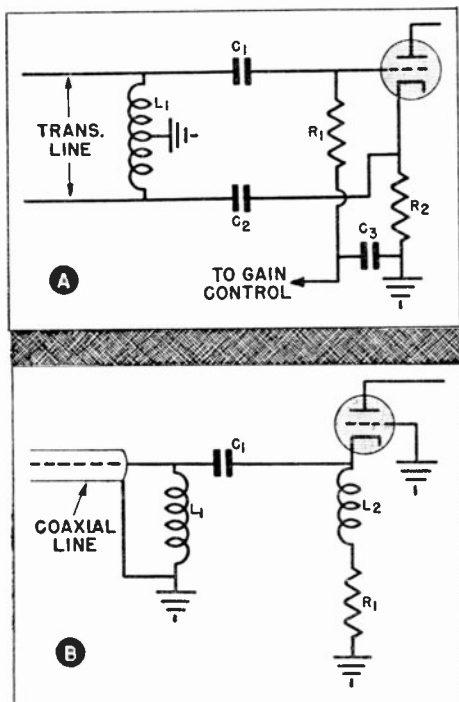 C1
L1
TRANS.
LINE
R1
C2
R2
C3
TO GAIN
CONTROL
A
C1
L1
L2
COAXIAL
LINE
R1
B